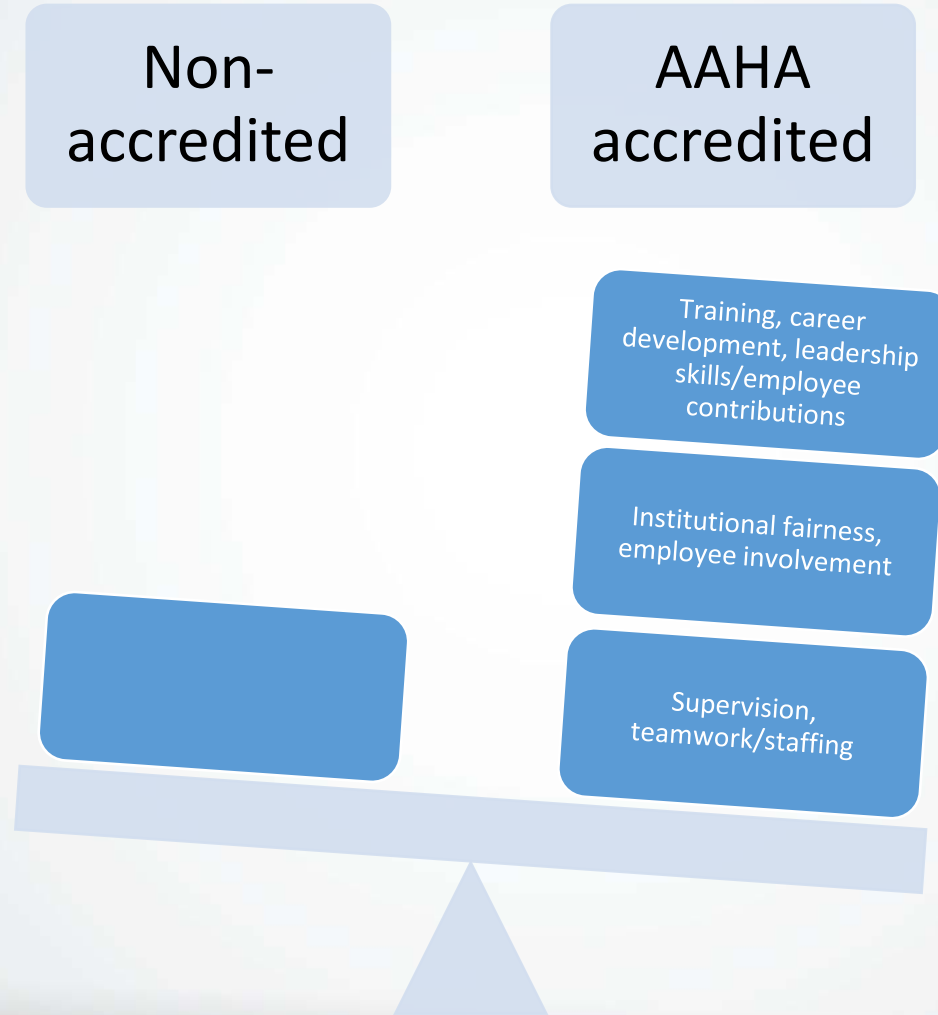 Non-
accredited
AAHA
accredited
Training, career
development, leadership
skills/employee
contributions
Institutional fairness,
employee involvement
Supervision,
teamwork/staffing